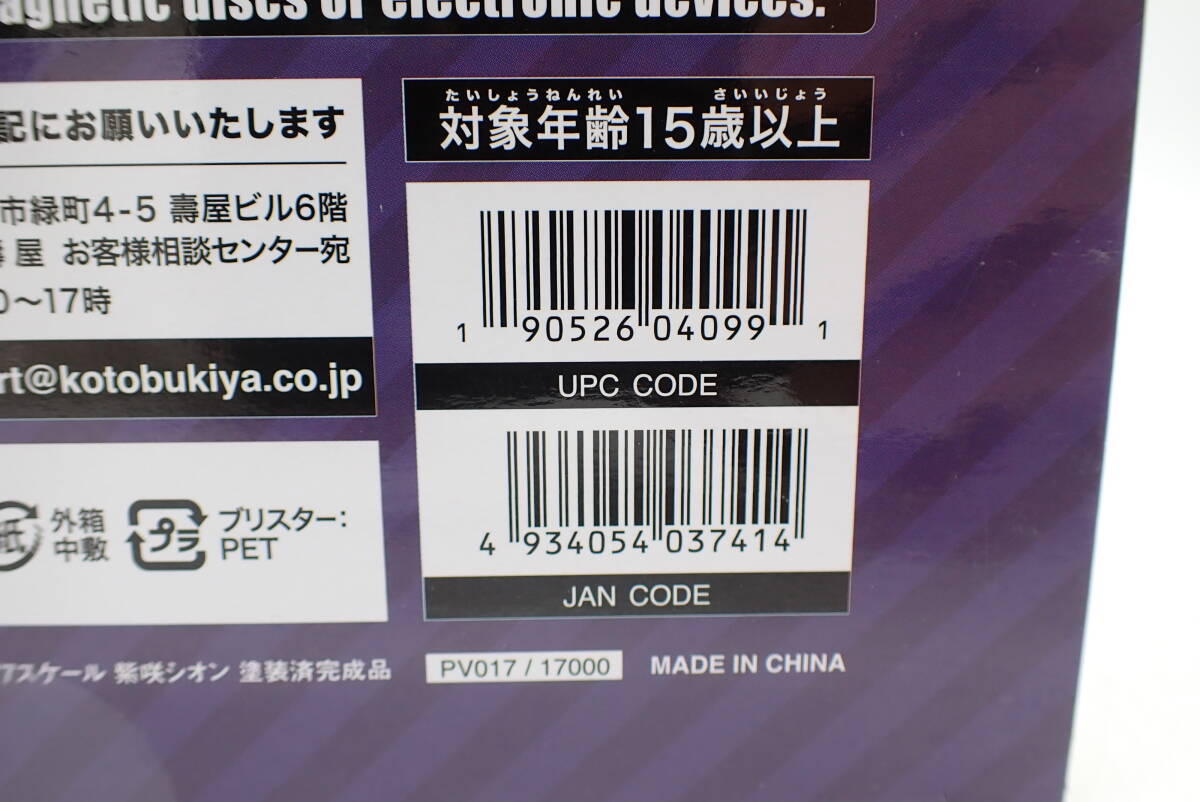 magnetic discs or electronic devices.
記にお願いいたします
市緑町4-5 壽屋ビル6階
壽屋 お客様相談センター宛
0～17時
rt@kotobukiya.co.jp
紙 外箱
中敷
プラ ブリスター:
PET
たいしょうねんれい さいいじょう
対象年齢15歳以上
1 90526 04099 1
UPC CODE
4 934054 037414
JAN CODE
7スケール 紫咲シオン 塗装済完成品
PV017 / 17000
MADE IN CHINA